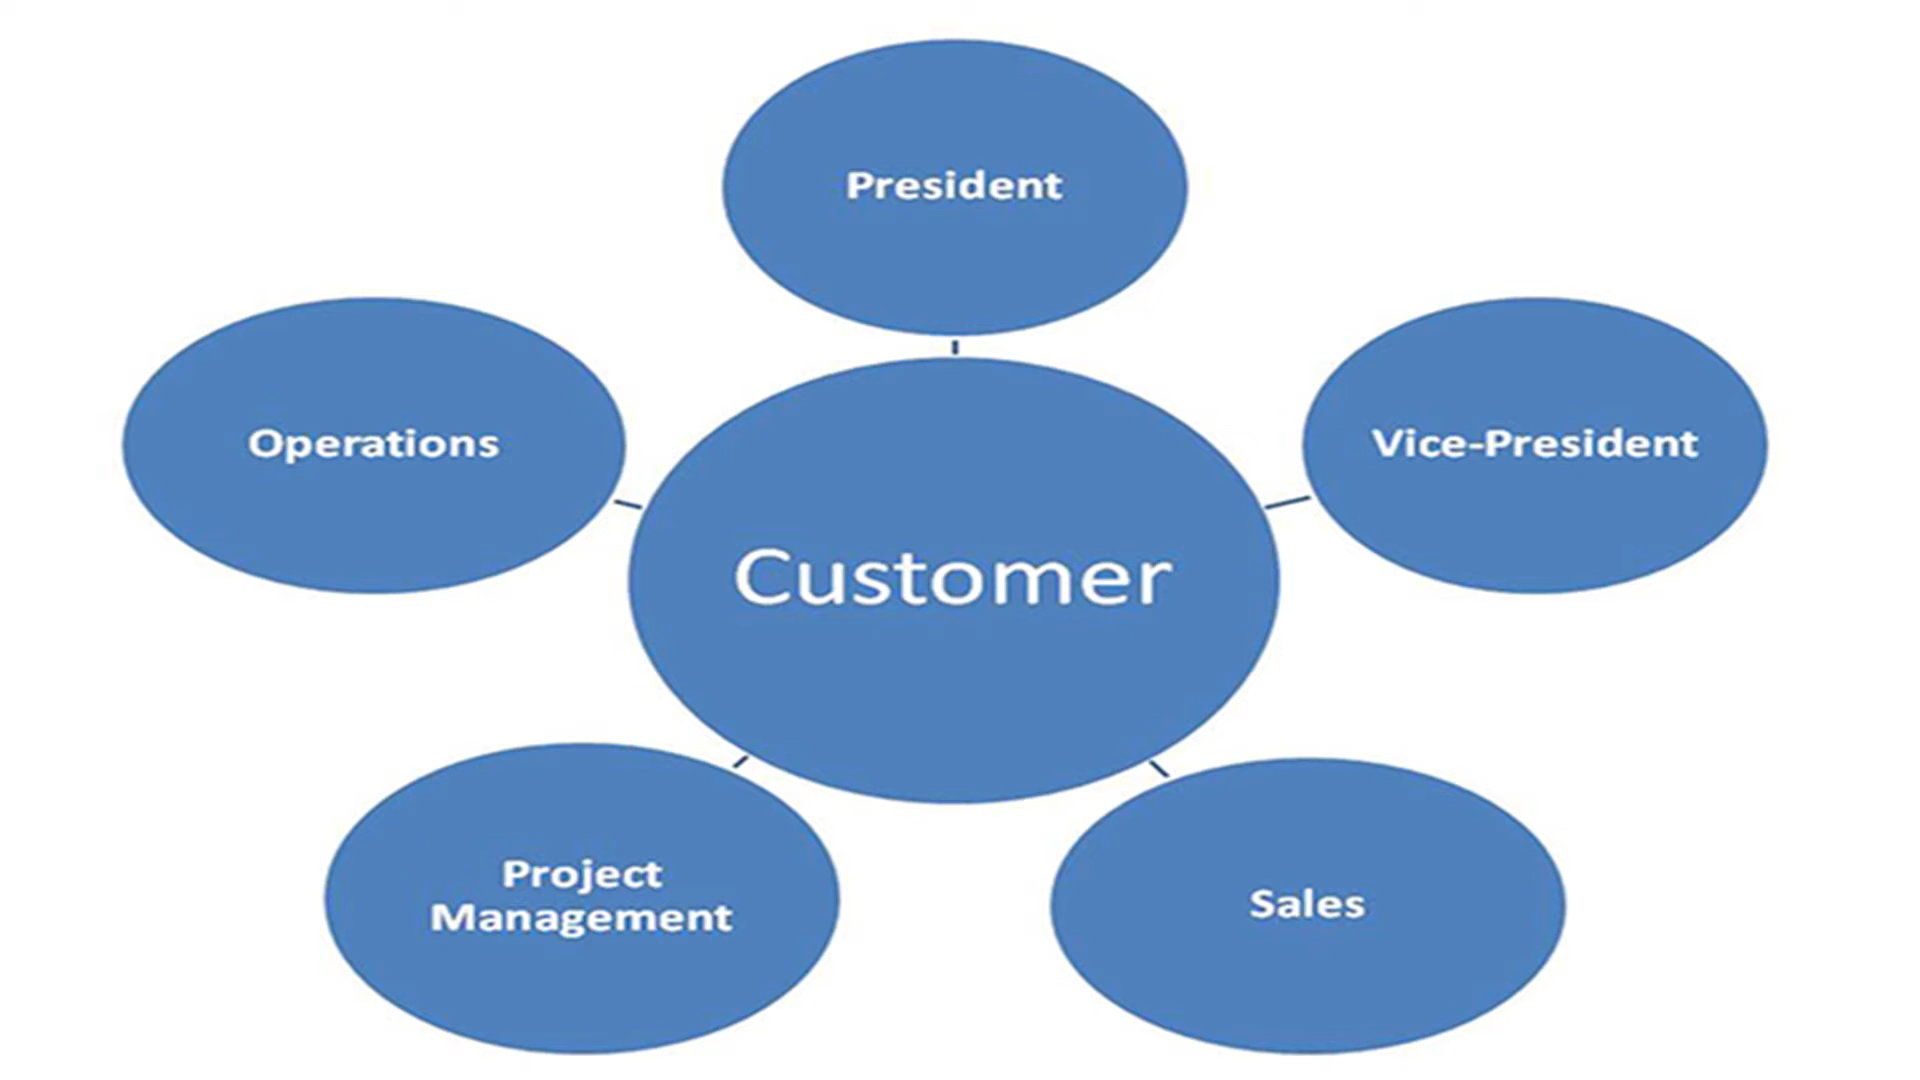 President
Operations
Vice-President
Customer
Project
Management
Sales